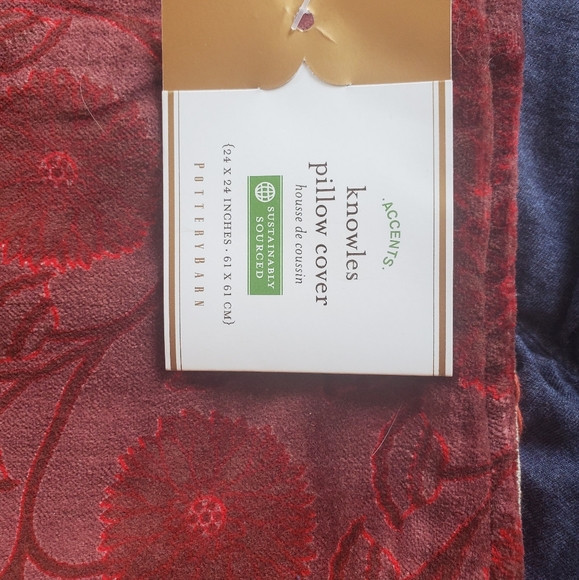 .ACCENTS.
knowles
pillow cover
housse de coussin
SUSTAINABLY
SOURCED
{24 X 24 INCHES · 61 X 61 CM}
POTTERYBARN